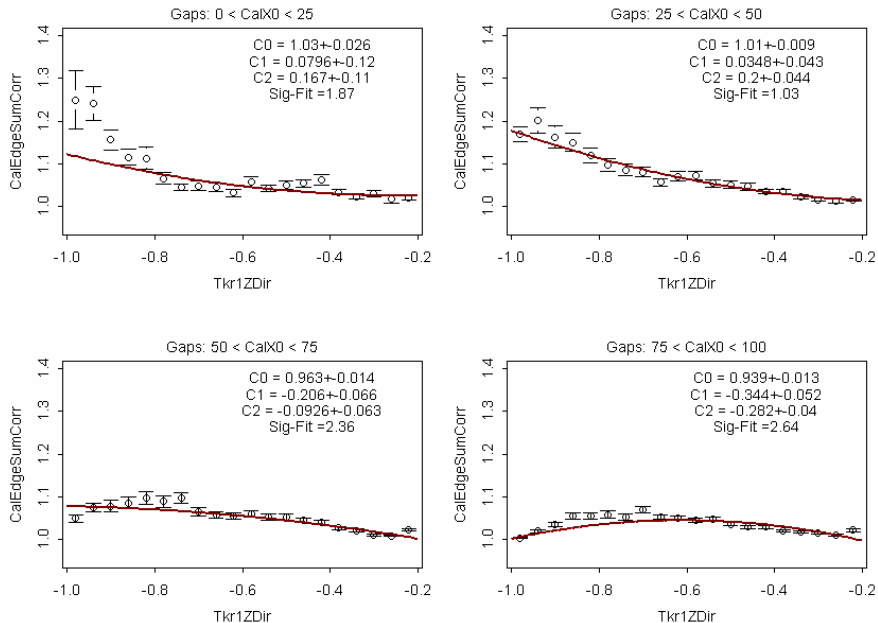 Gaps: 0 < CalX0 < 25
C0 = 1.03+-0.026
C1 = 0.0796+-0.12
C2 = 0.167+-0.11
Sig-Fit =1.87
CalEdgeSumCorr
1.4
1.3
1.2
1.1
1.0
-1.0 -0.8 -0.6 -0.4 -0.2
Tkr1ZDir
Gaps: 25 < CalX0 < 50
C0 = 1.01+-0.009
C1 = 0.0348+-0.043
C2 = 0.2+-0.044
Sig-Fit =1.03
CalEdgeSumCorr
1.4
1.3
1.2
1.1
1.0
-1.0 -0.8 -0.6 -0.4 -0.2
Tkr1ZDir
Gaps: 50 < CalX0 < 75
C0 = 0.963+-0.014
C1 = -0.206+-0.066
C2 = -0.0926+-0.063
Sig-Fit =2.36
CalEdgeSumCorr
1.4
1.3
1.2
1.1
1.0
-1.0 -0.8 -0.6 -0.4 -0.2
Tkr1ZDir
Gaps: 75 < CalX0 < 100
C0 = 0.939+-0.013
C1 = -0.344+-0.052
C2 = -0.282+-0.04
Sig-Fit =2.64
CalEdgeSumCorr
1.4
1.3
1.2
1.1
1.0
-1.0 -0.8 -0.6 -0.4 -0.2
Tkr1ZDir